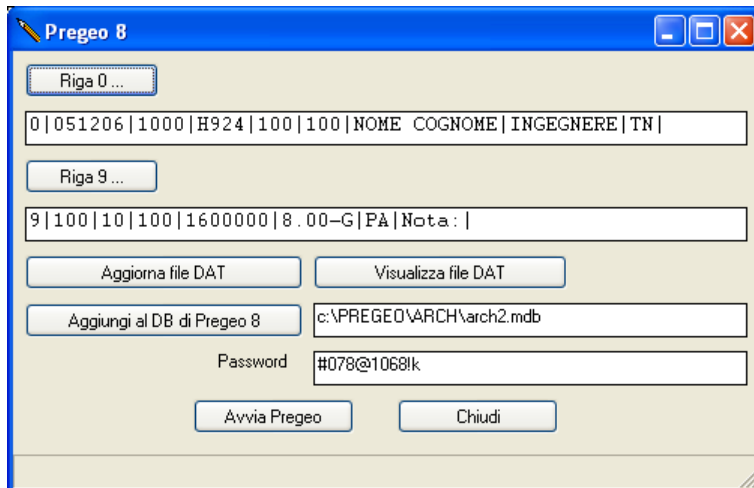 Pregeo 8
Riga 0 ...
0|051206|1000|H924|100|100|NOME COGNOME|INGEGNERE|TN|
Riga 9 ...
9|100|10|100|1600000|8.00-G|PA|Nota:|
Aggiorna file DAT Visualizza file DAT
Aggiungi al DB di Pregeo 8 c:\PREGEO\ARCH\arch2.mdb
Password #078@1068!k
Avvia Pregeo Chiudi